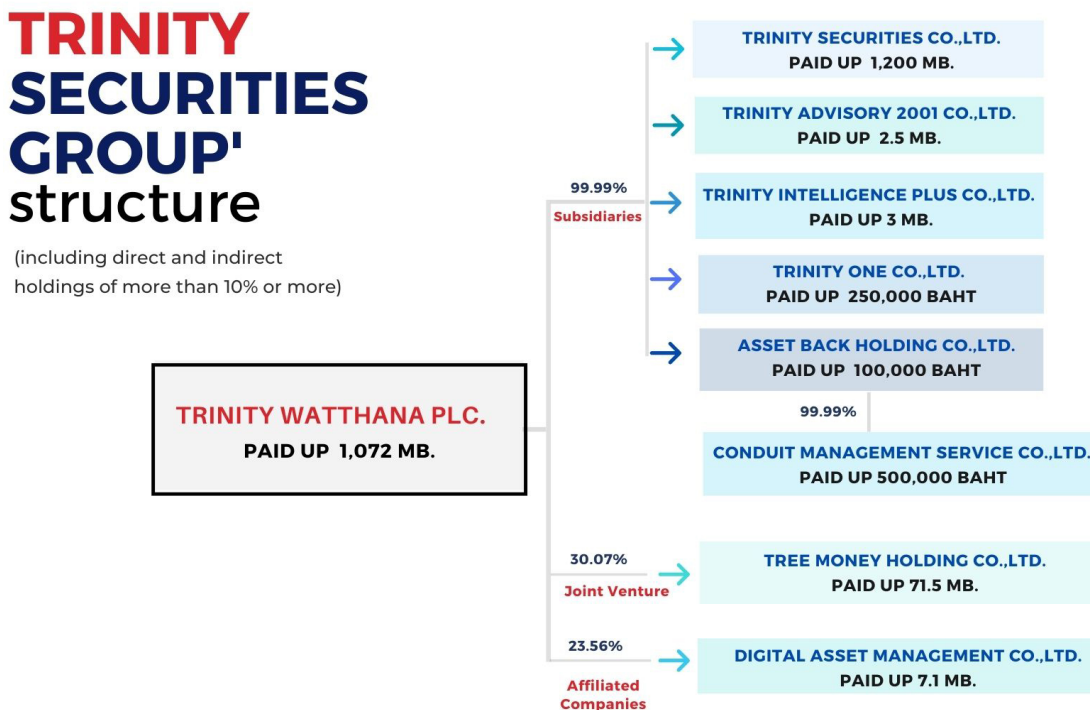 TRINITY
SECURITIES
GROUP'
structure
(including direct and indirect
holdings of more than 10% or more)
TRINITY WATTHANA PLC.
PAID UP 1,072 MB.
99.99%
Subsidiaries
TRINITY SECURITIES CO.,LTD.
PAID UP 1,200 MB.
TRINITY ADVISORY 2001 CO.,LTD.
PAID UP 2.5 MB.
TRINITY INTELLIGENCE PLUS CO.,LTD.
PAID UP 3 MB.
TRINITY ONE CO.,LTD.
PAID UP 250,000 BAHT
ASSET BACK HOLDING CO.,LTD.
PAID UP 100,000 BAHT
99.99%
CONDUIT MANAGEMENT SERVICE CO.,LTD.
PAID UP 500,000 BAHT
30.07%
Joint Venture
TREE MONEY HOLDING CO.,LTD.
PAID UP 71.5 MB.
23.56%
Affiliated
Companies
DIGITAL ASSET MANAGEMENT CO.,LTD.
PAID UP 7.1 MB.